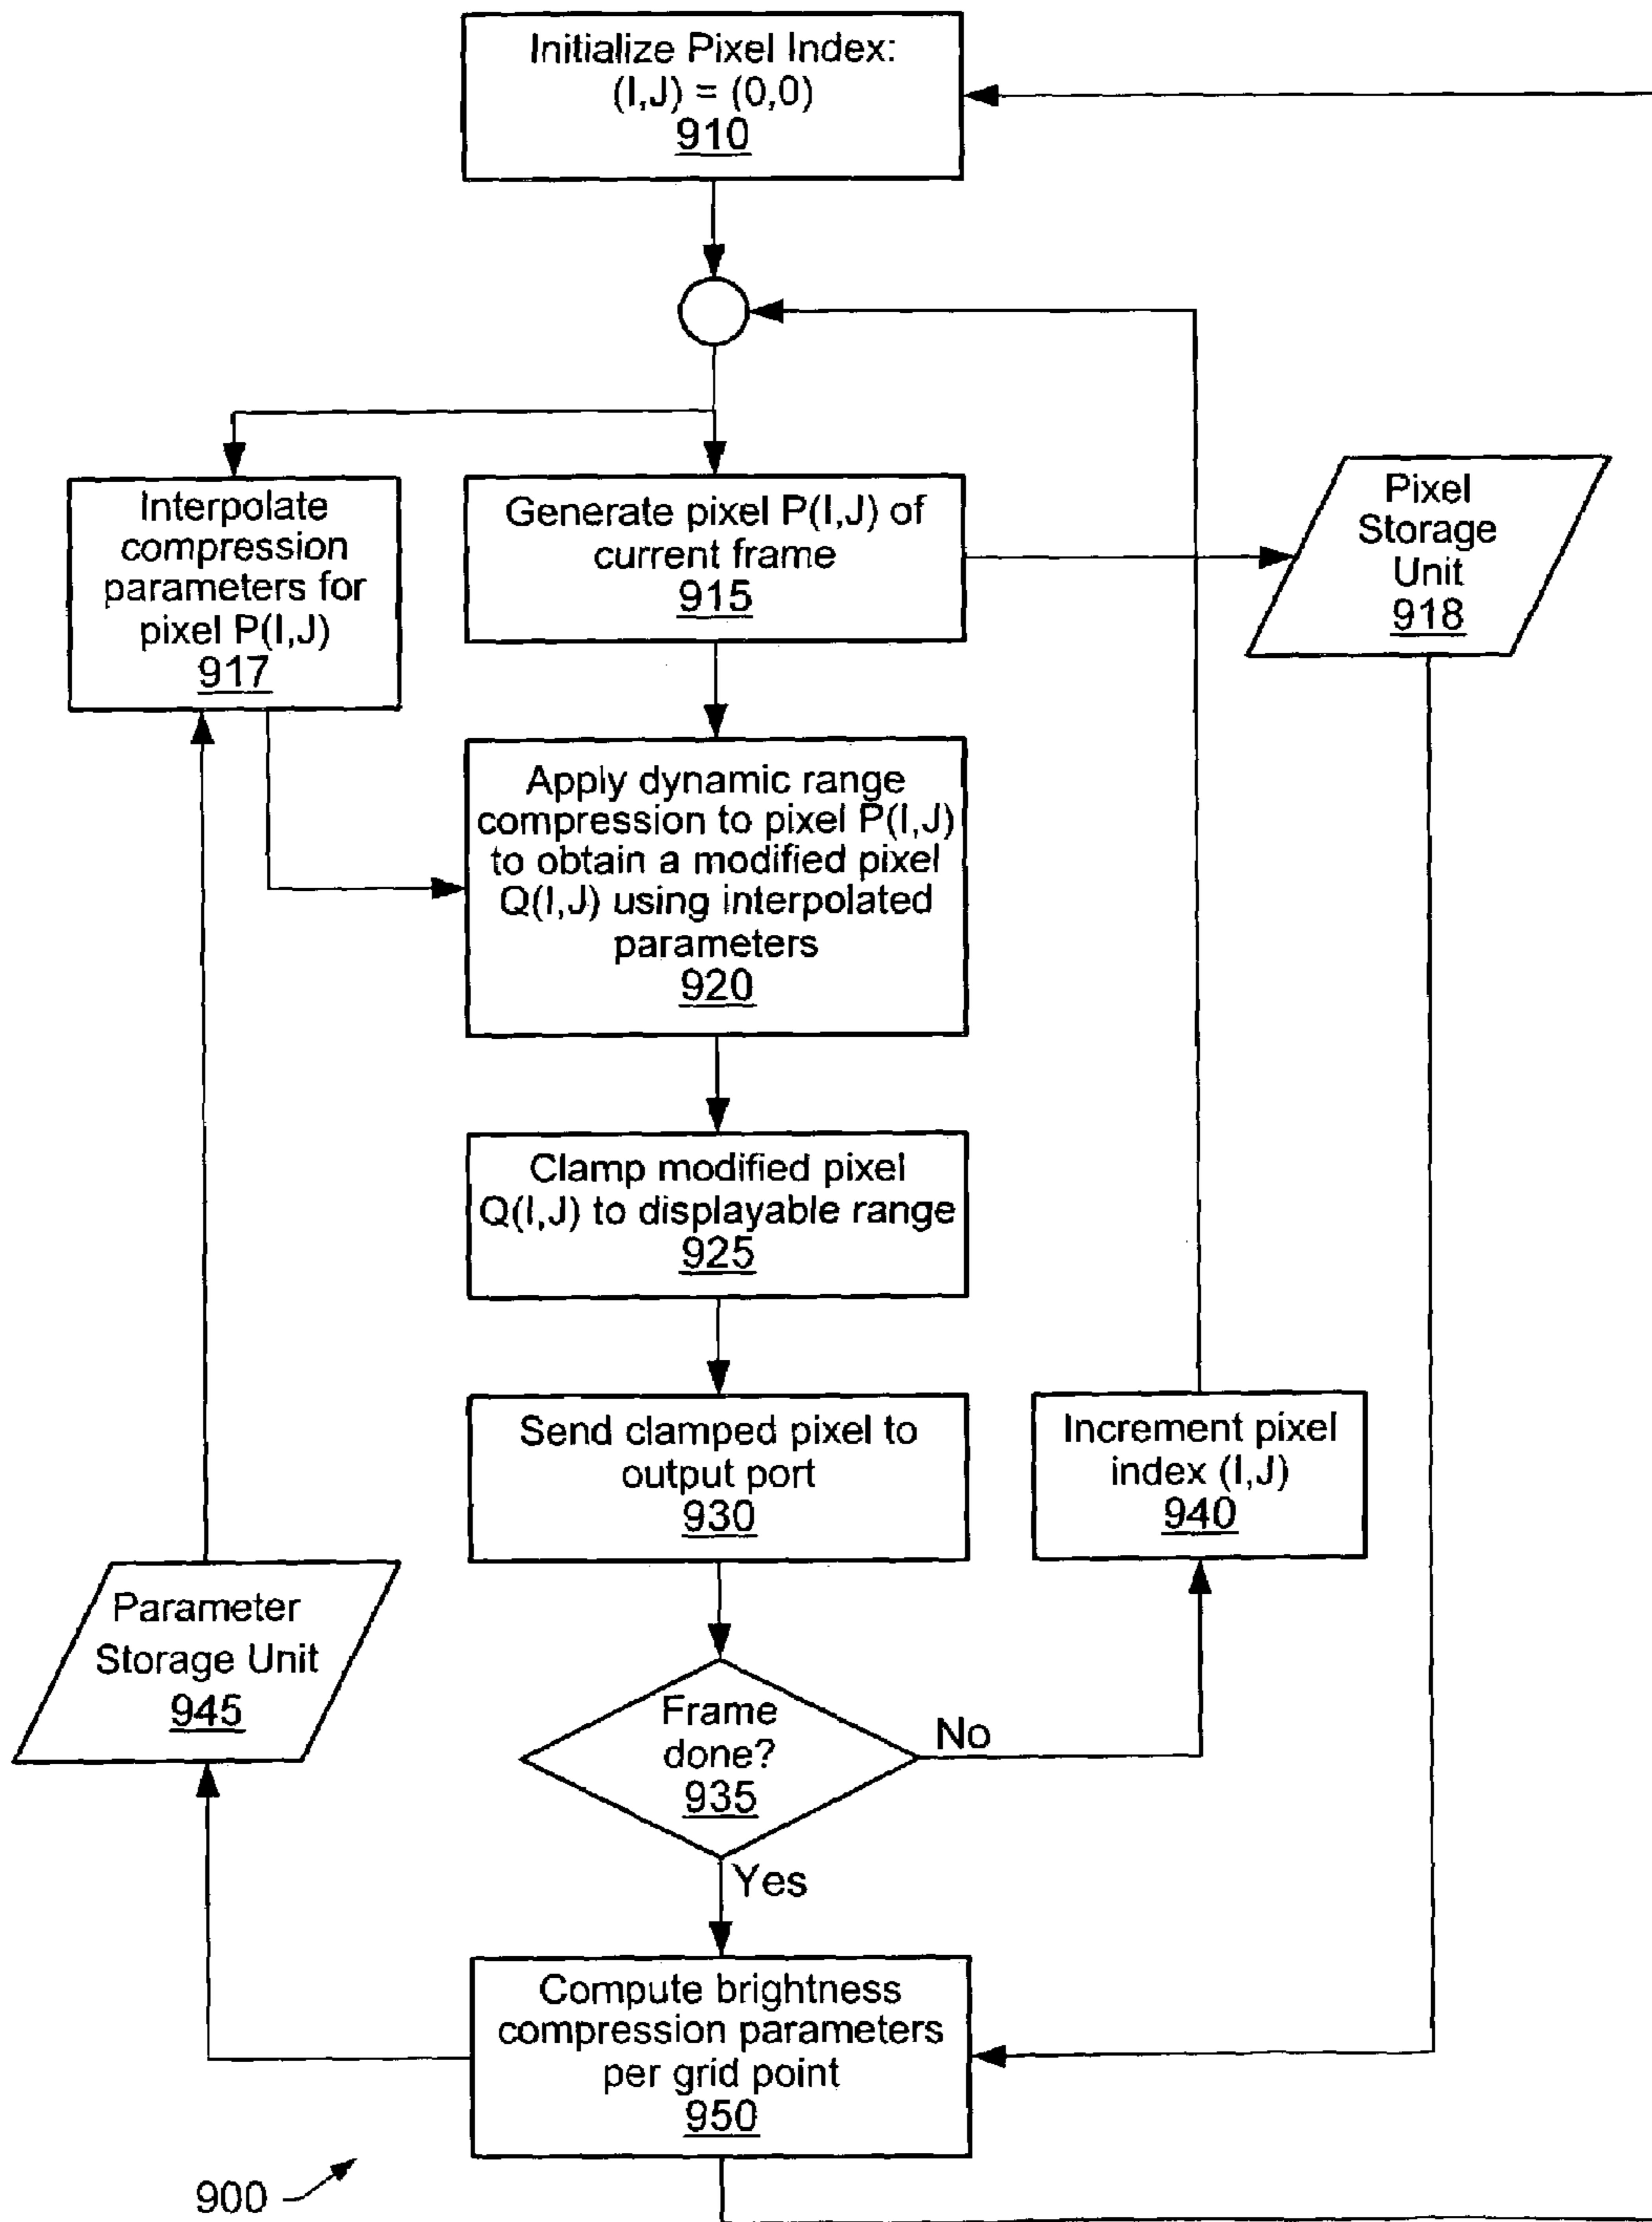 Initialize Pixel Index:
(I,J) = (0,0)
910
Interpolate
compression
parameters for
pixel P(I,J)
917
Generate pixel P(I,J) of
current frame
915
Pixel
Storage
Unit
918
Apply dynamic range
compression to pixel P(I,J)
to obtain a modified pixel
Q(I,J) using interpolated
parameters
920
Clamp modified pixel
Q(I,J) to displayable range
925
Send clamped pixel to
output port
930
Increment pixel
index (I,J)
940
Parameter
Storage Unit
945
Frame
done?
935
No
Yes
Compute brightness
compression parameters
per grid point
950
900